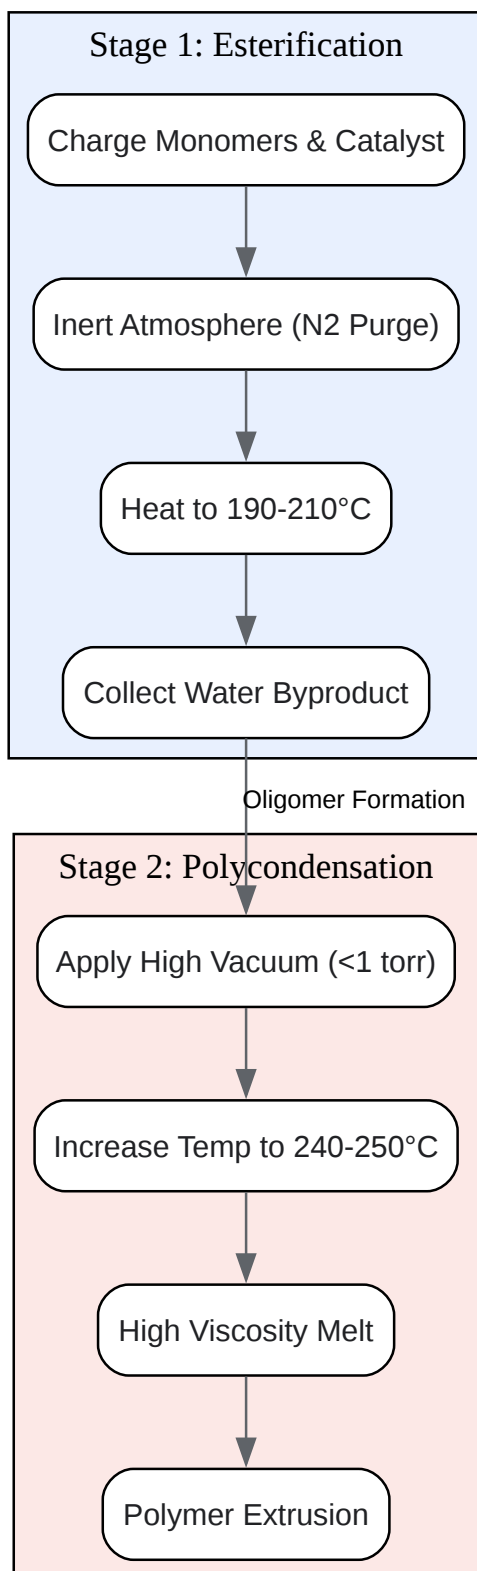 Stage 1: Esterification
Charge Monomers & Catalyst
Inert Atmosphere (N2 Purge)
Heat to 190-210°C
Collect Water Byproduct
Oligomer Formation
Stage 2: Polycondensation
Apply High Vacuum (<1 torr)
Increase Temp to 240-250°C
High Viscosity Melt
Polymer Extrusion